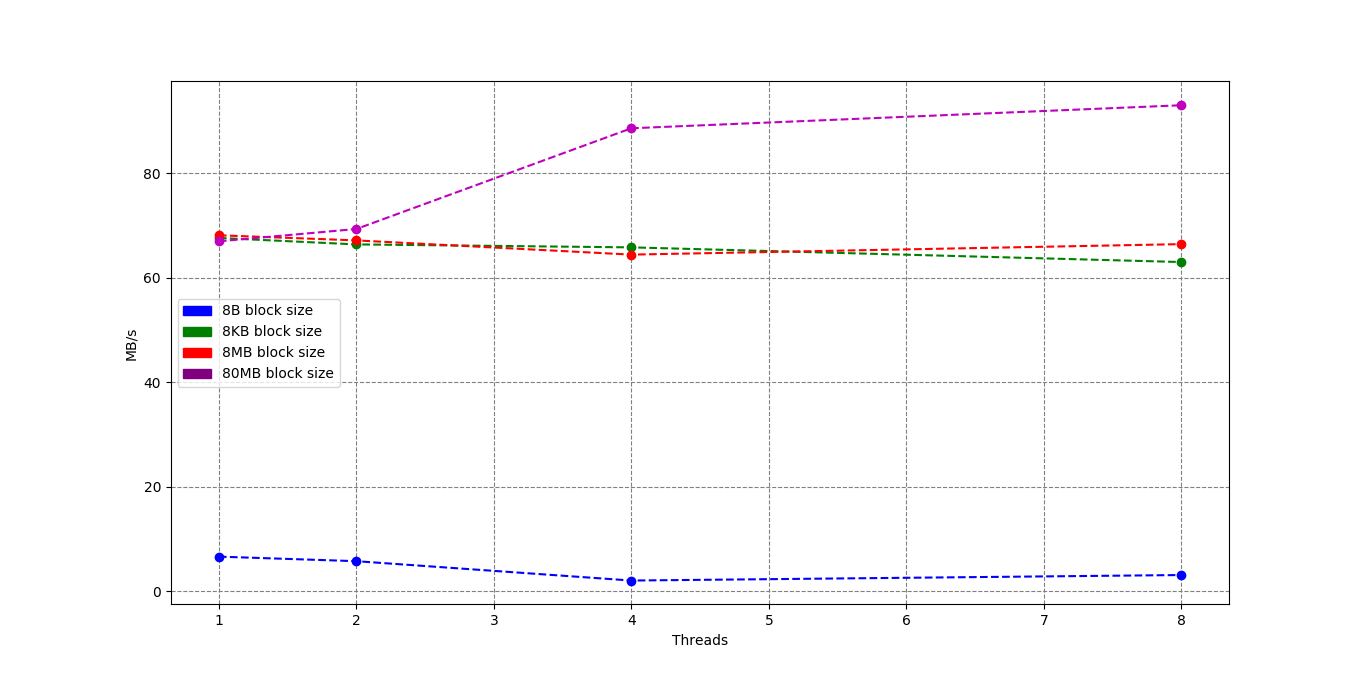 80
60
40
20
0
MB/s
8B block size
8KB block size
8MB block size
80MB block size
1 2 3 4 5 6 7 8
Threads